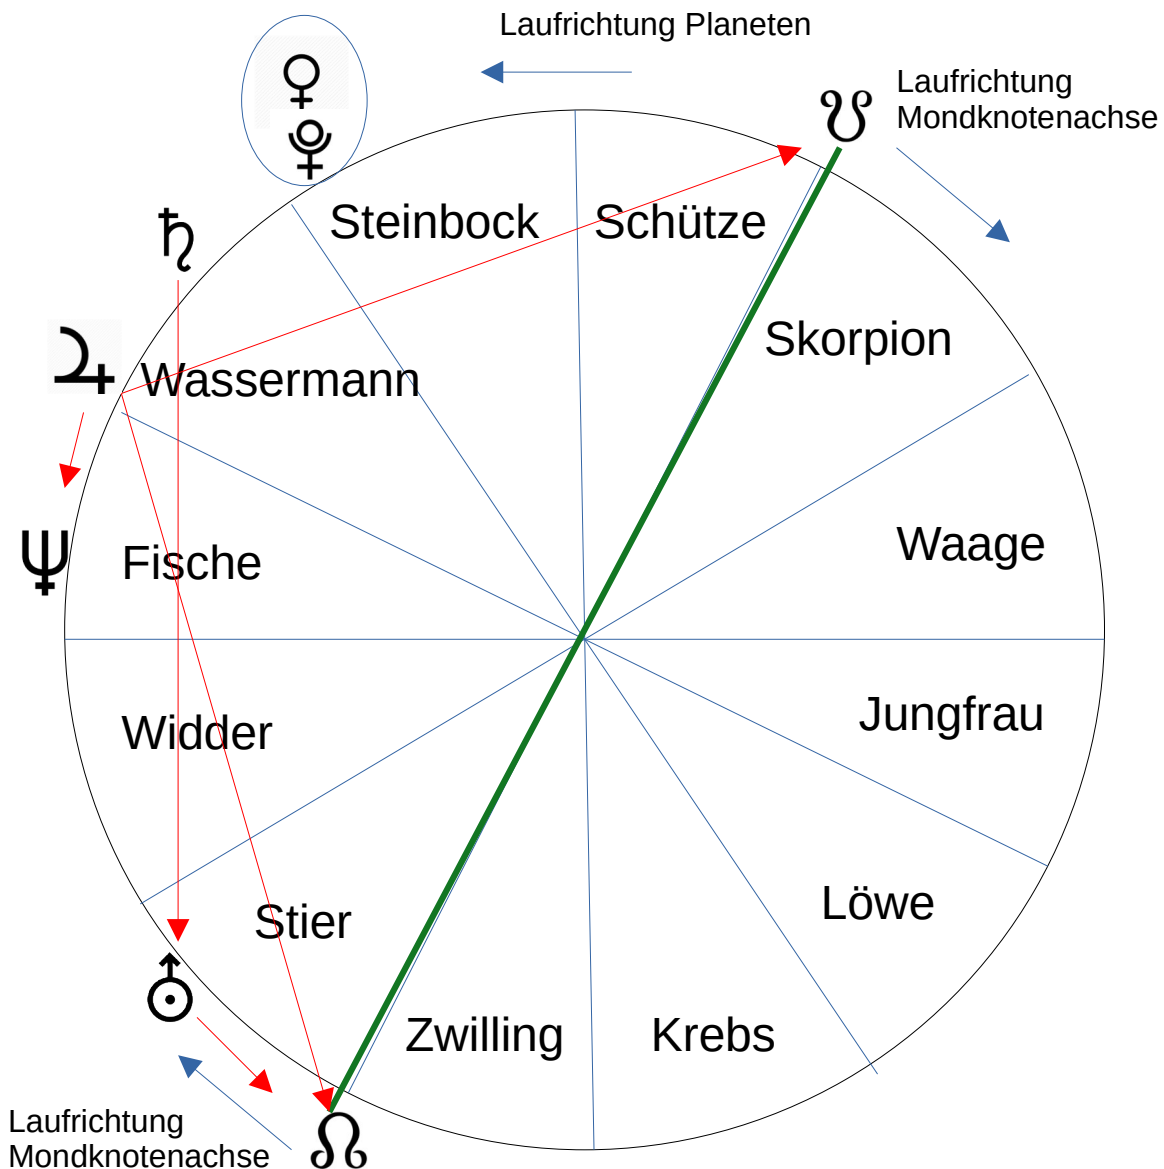 Laufrichtung Planeten
Laufrichtung
Mondknotenachse
Steinbock
Schütze
Skorpion
Wassermann
Waage
Fische
Jungfrau
Widder
Löwe
Stier
Zwilling
Krebs
Laufrichtung
Mondknotenachse